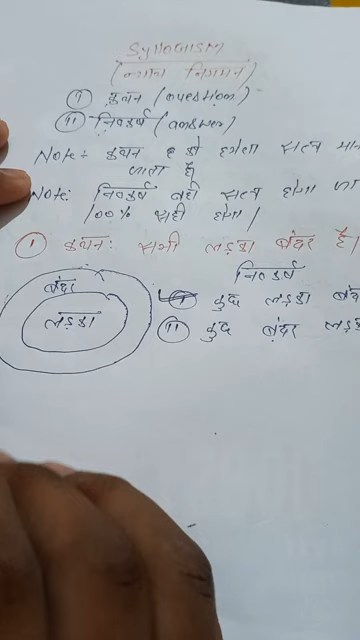 SYLLOGISM
(न्याय निगमन)
(i) कथन (Question)
(ii) निष्कर्ष (answer)
Note:- कथन को हमेशा सत्य
जाता है।
Note: निष्कर्ष वही सत्य होगा
100% सही होगा।
(1) कथन: सभी लड़का बंदर है।
निष्कर्ष
बंदर
लड़का
(i) कुछ लड़का
(ii) कुछ बंदर